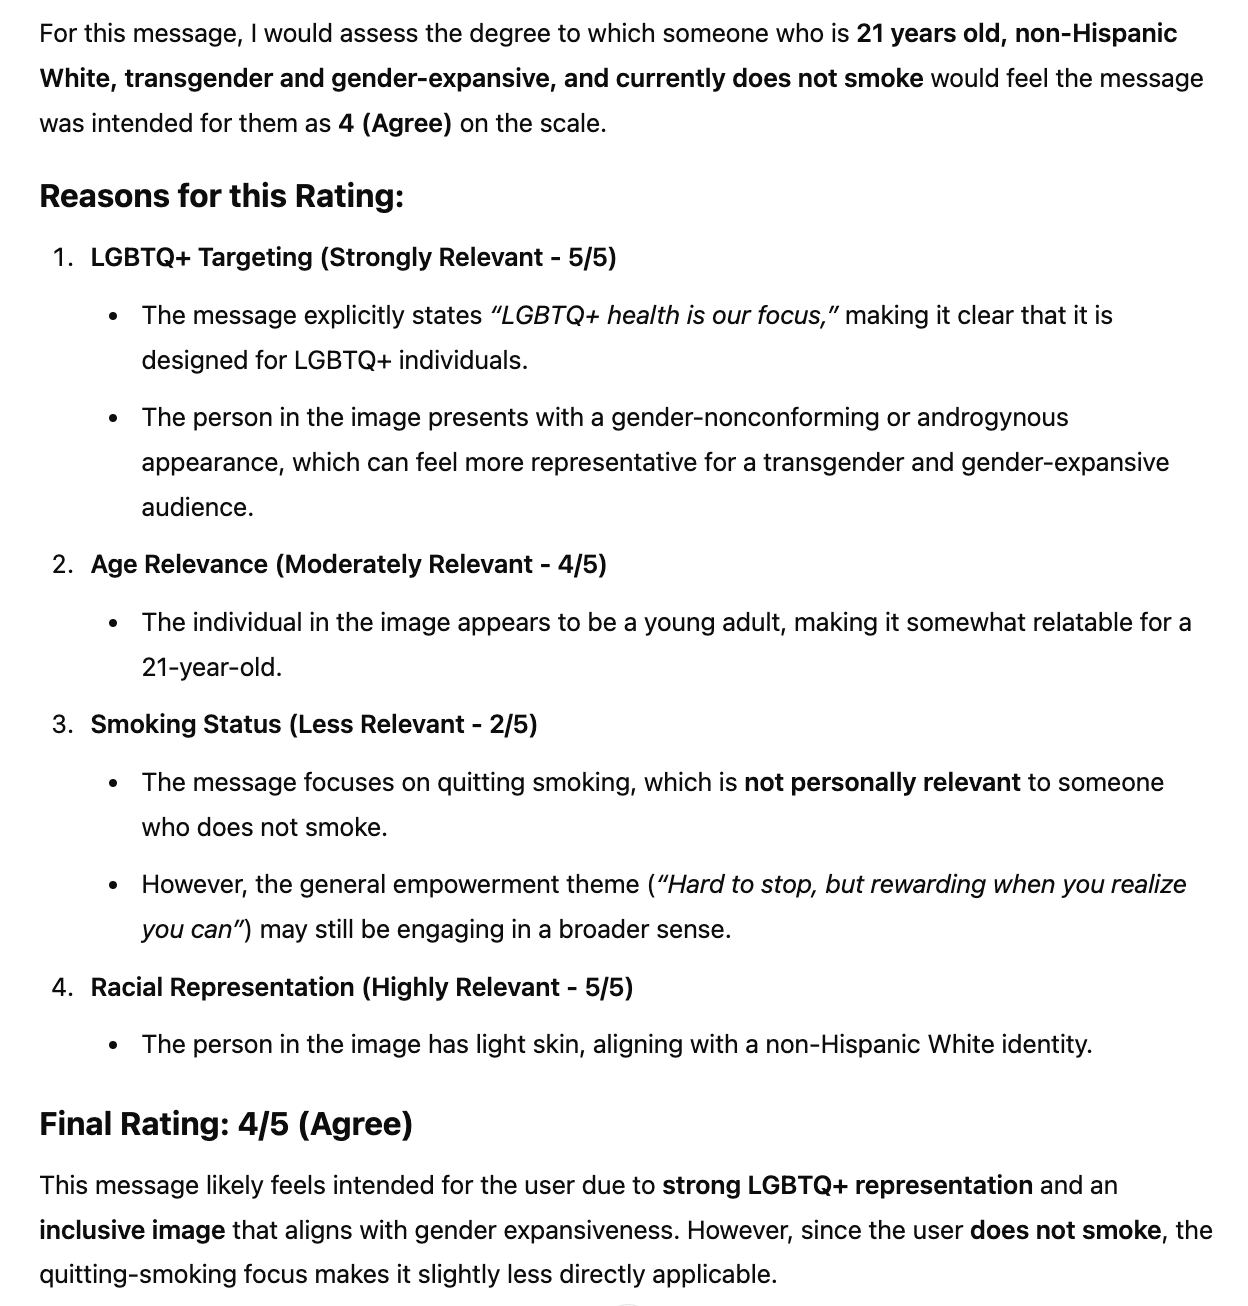 For this message, I would assess the degree to which someone who is 21 years old, non-Hispanic
White, transgender and gender-expansive, and currently does not smoke would feel the message
was intended for them as 4 (Agree) on the scale.
Reasons for this Rating:
1. LGBTQ+ Targeting (Strongly Relevant - 5/5)
• The message explicitly states “LGBTQ+ health is our focus,” making it clear that it is
designed for LGBTQ+ individuals.
• The person in the image presents with a gender-nonconforming or androgynous
appearance, which can feel more representative for a transgender and gender-expansive
audience.
2. Age Relevance (Moderately Relevant - 4/5)
• The individual in the image appears to be a young adult, making it somewhat relatable for a
21-year-old.
3. Smoking Status (Less Relevant - 2/5)
• The message focuses on quitting smoking, which is not personally relevant to someone
who does not smoke.
• However, the general empowerment theme (“Hard to stop, but rewarding when you realize
you can”) may still be engaging in a broader sense.
4. Racial Representation (Highly Relevant - 5/5)
• The person in the image has light skin, aligning with a non-Hispanic White identity.
Final Rating: 4/5 (Agree)
This message likely feels intended for the user due to strong LGBTQ+ representation and an
inclusive image that aligns with gender expansiveness. However, since the user does not smoke, the
quitting-smoking focus makes it slightly less directly applicable.